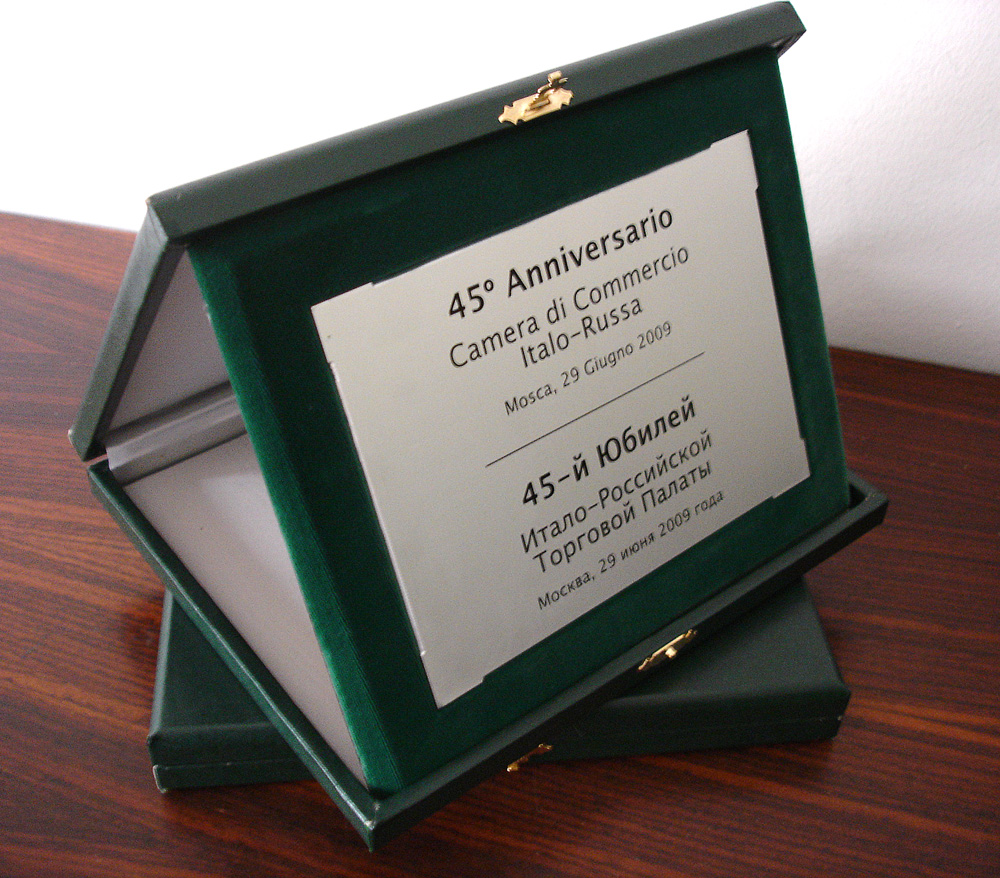 45º Anniversario
Camera di Commercio
Italo-Russa
Mosca, 29 Giugno 2009
45-й Юбилей
Итало-Российской
Торговой Палаты
Москва, 29 июня 2009 года